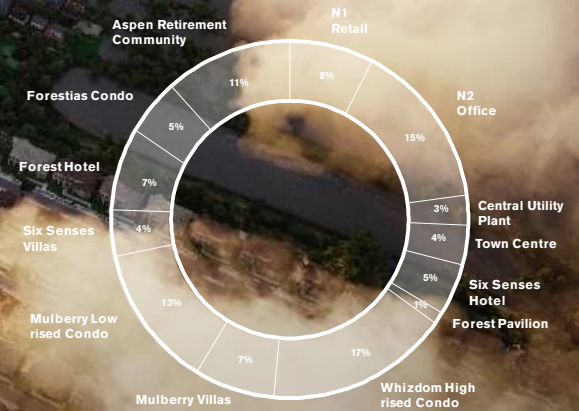 N1
Retail
8%
N2
Office
15%
Central Utility
Plant
3%
Town Centre
4%
Six Senses
Hotel
5%
Forest Pavilion
1%
Whizdom High
rised Condo
17%
Mulberry Villas
7%
Mulberry Low
rised Condo
13%
Six Senses
Villas
4%
Forest Hotel
7%
Forestias Condo
5%
Aspen Retirement
Community
11%